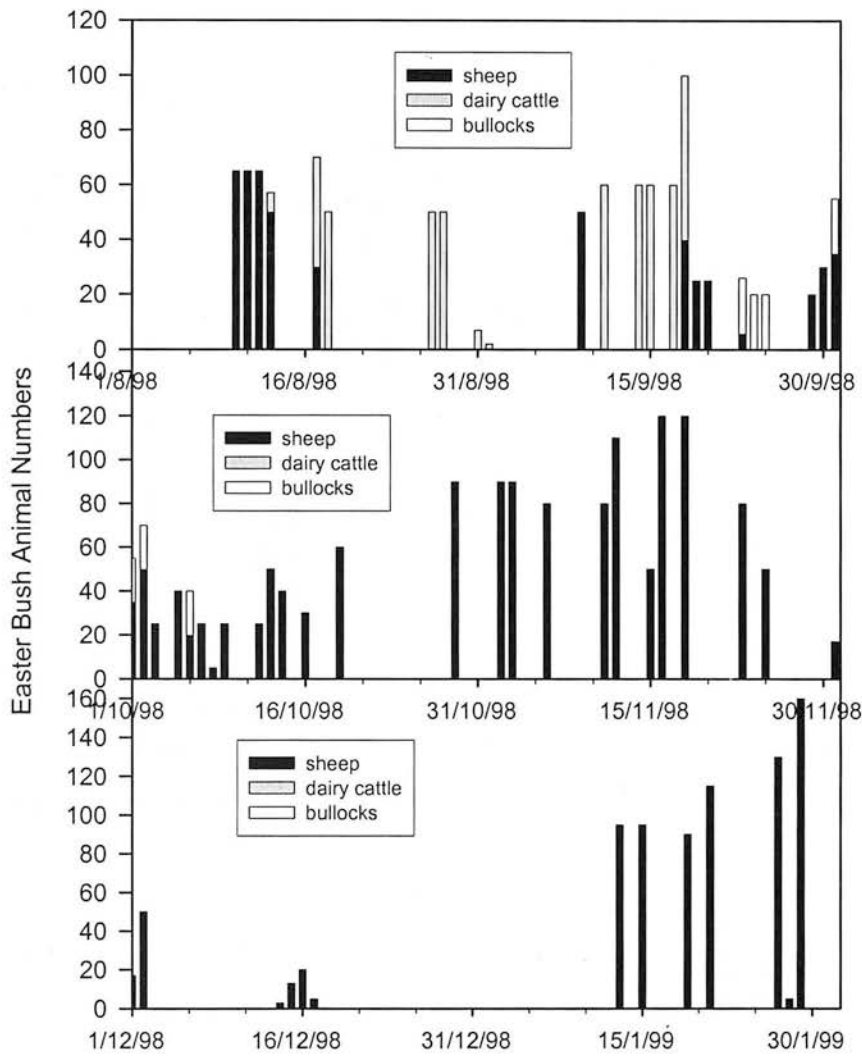 Easter Bush Animal Numbers
120
100
80
60
40
20
0
sheep
dairy cattle
bullocks
1/8/98 16/8/98 31/8/98 15/9/98 30/9/98
140
120
100
80
60
40
20
0
sheep
dairy cattle
bullocks
1/10/98 16/10/98 31/10/98 15/11/98 30/11/98
160
140
120
100
80
60
40
20
0
sheep
dairy cattle
bullocks
1/12/98 16/12/98 31/12/98 15/1/99 30/1/99